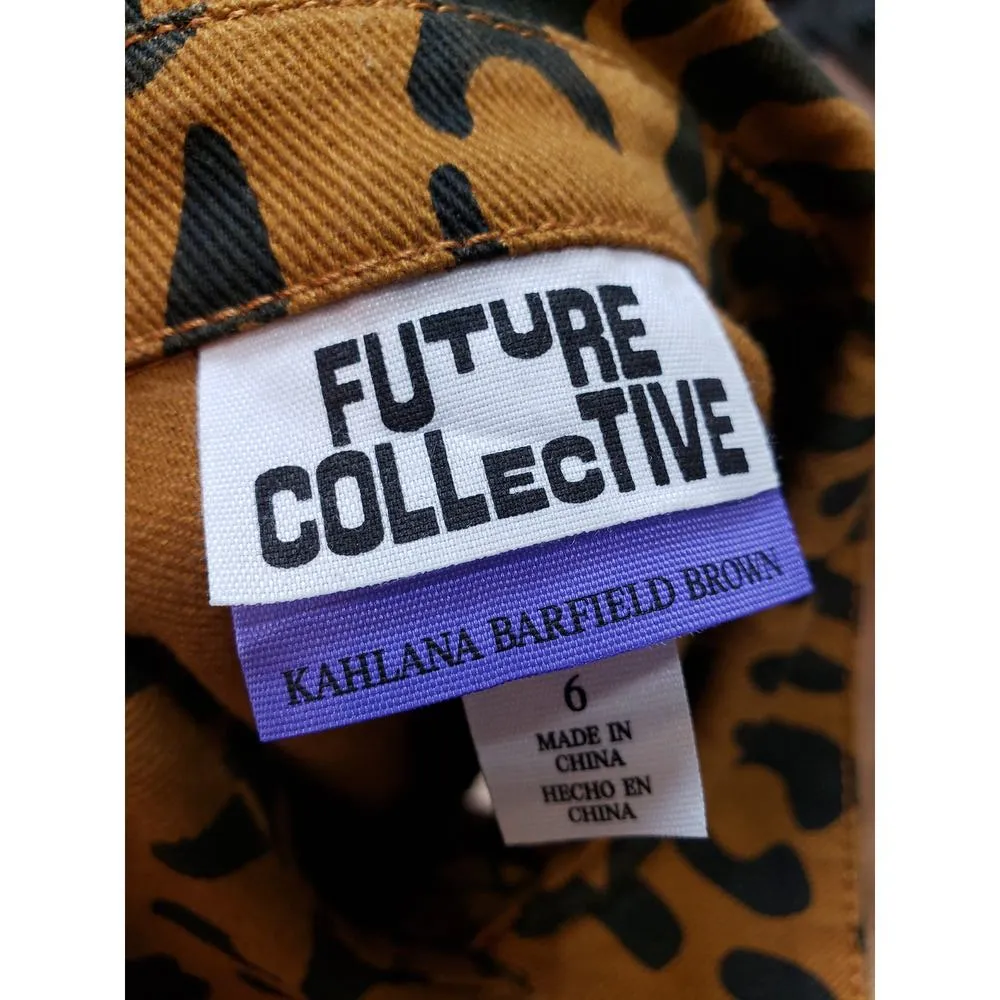 FUTURE
COLLECTIVE
KAHLANA BARFIELD BROWN
6
MADE IN
CHINA
HECHO EN
CHINA